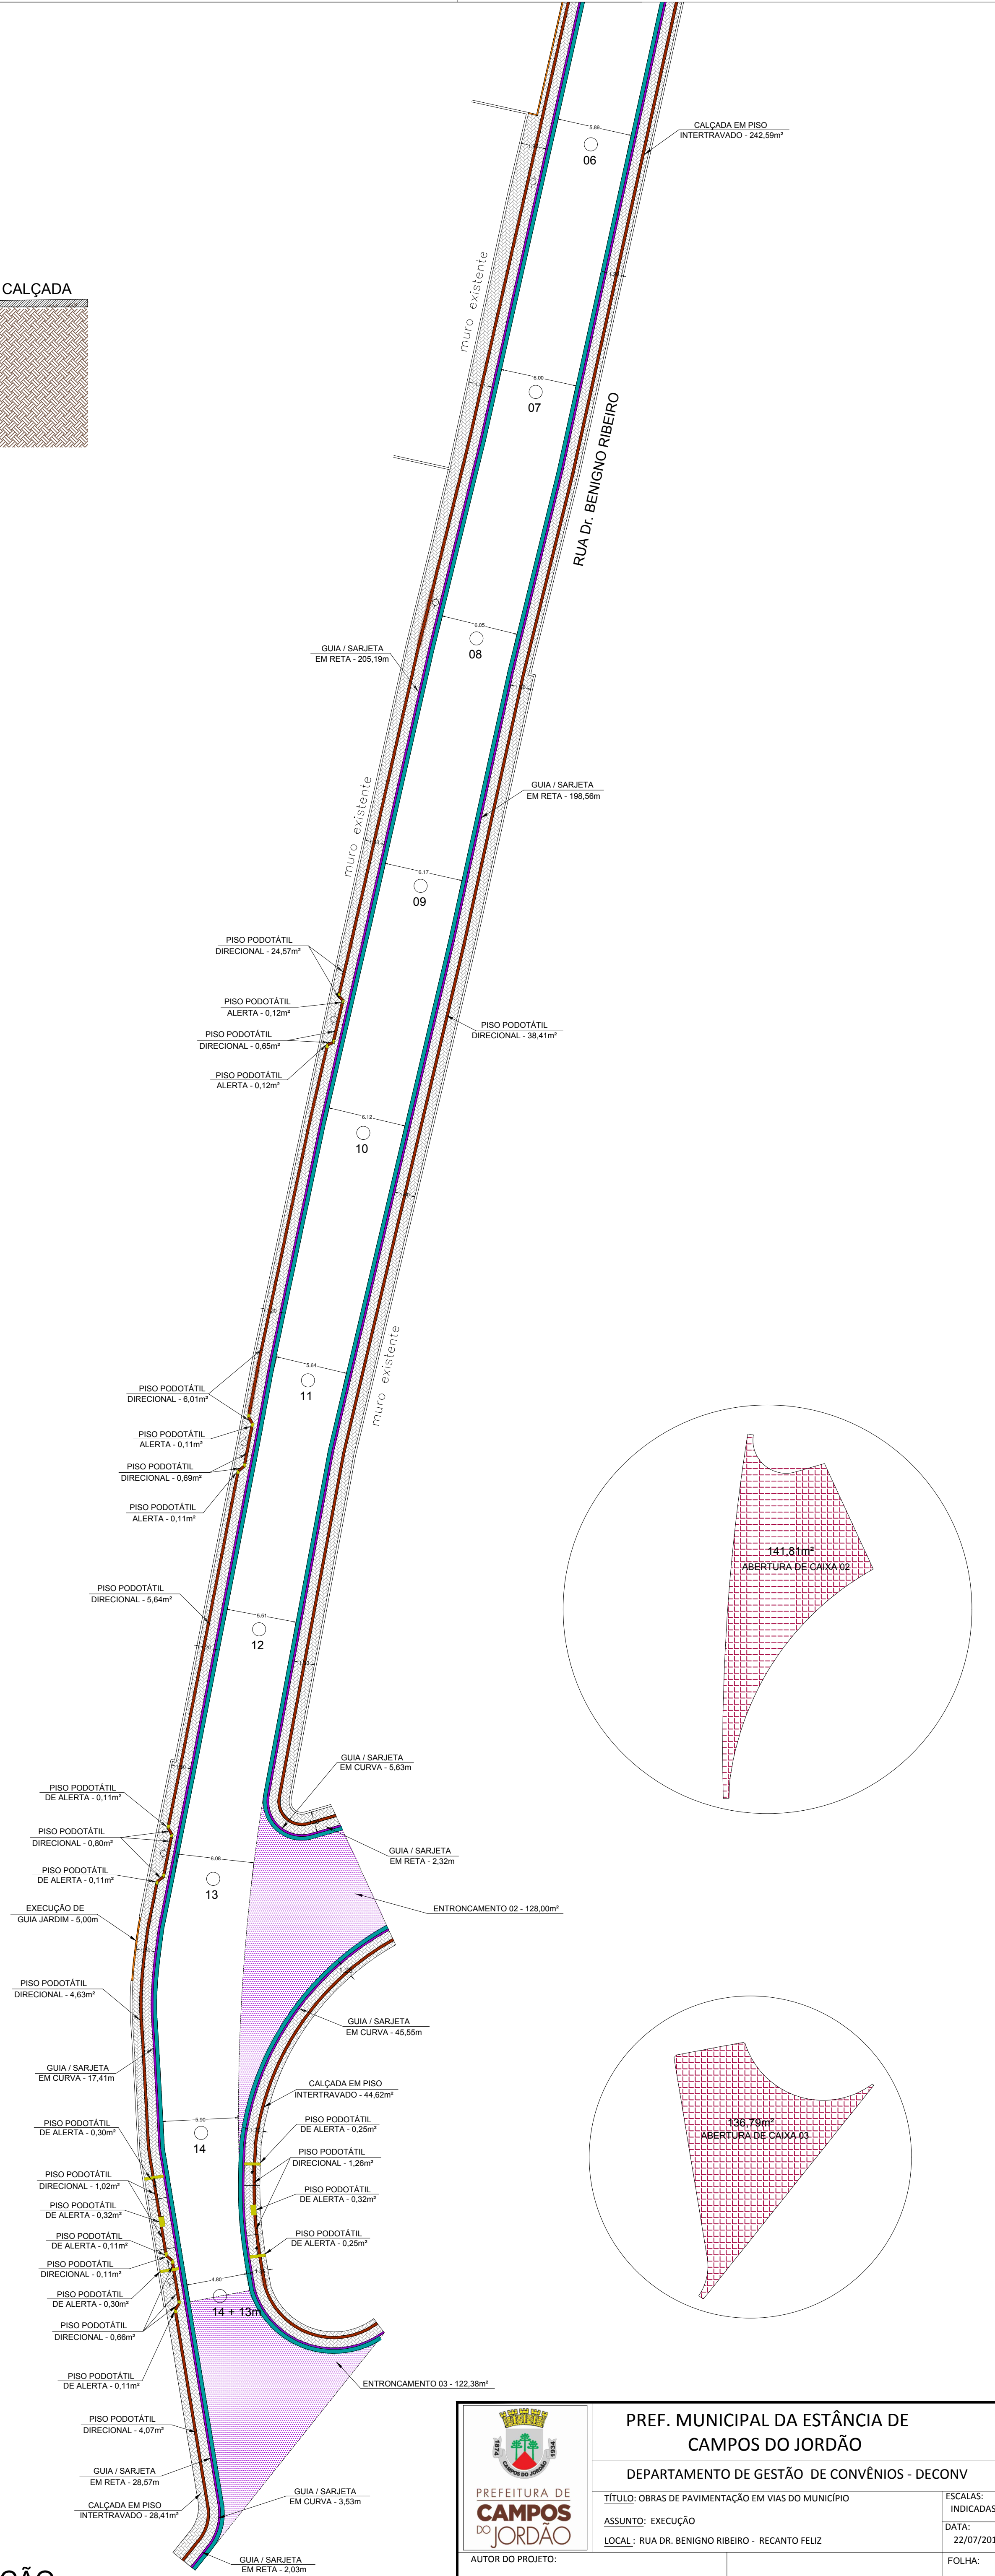 CALÇADA EM PISO
INTERTRAVADO - 242,59m²
5.89
06
CALÇADA
muro existente
6.00
07
RUA Dr. BENIGNO RIBEIRO
6.05
08
GUIA / SARJETA
EM RETA - 205,19m
GUIA / SARJETA
EM RETA - 198,56m
muro existente
6.17
09
PISO PODOTÁTIL
DIRECIONAL - 24,57m²
PISO PODOTÁTIL
ALERTA - 0,12m²
PISO PODOTÁTIL
DIRECIONAL - 0,65m²
PISO PODOTÁTIL
ALERTA - 0,12m²
PISO PODOTÁTIL
DIRECIONAL - 38,41m²
6.12
10
muro existente
5.64
11
PISO PODOTÁTIL
DIRECIONAL - 6,01m²
PISO PODOTÁTIL
ALERTA - 0,11m²
PISO PODOTÁTIL
DIRECIONAL - 0,69m²
PISO PODOTÁTIL
ALERTA - 0,11m²
141,81m²
ABERTURA DE CAIXA 02
PISO PODOTÁTIL
DIRECIONAL - 5,64m²
5.51
12
GUIA / SARJETA
EM CURVA - 5,63m
PISO PODOTÁTIL
DE ALERTA - 0,11m²
PISO PODOTÁTIL
DIRECIONAL - 0,80m²
PISO PODOTÁTIL
DE ALERTA - 0,11m²
6.08
13
GUIA / SARJETA
EM RETA - 2,32m
ENTRONCAMENTO 02 - 128,00m²
EXECUÇÃO DE
GUIA JARDIM - 5,00m
PISO PODOTÁTIL
DIRECIONAL - 4,63m²
GUIA / SARJETA
EM CURVA - 45,55m
GUIA / SARJETA
EM CURVA - 17,41m
CALÇADA EM PISO
INTERTRAVADO - 44,62m²
5.90
14
PISO PODOTÁTIL
DE ALERTA - 0,30m²
PISO PODOTÁTIL
DE ALERTA - 0,25m²
PISO PODOTÁTIL
DIRECIONAL - 1,26m²
PISO PODOTÁTIL
DIRECIONAL - 1,02m²
PISO PODOTÁTIL
DE ALERTA - 0,32m²
PISO PODOTÁTIL
DE ALERTA - 0,32m²
PISO PODOTÁTIL
DE ALERTA - 0,25m²
PISO PODOTÁTIL
DE ALERTA - 0,11m²
PISO PODOTÁTIL
DIRECIONAL - 0,11m²
PISO PODOTÁTIL
DE ALERTA - 0,30m²
PISO PODOTÁTIL
DIRECIONAL - 0,66m²
136,79m²
ABERTURA DE CAIXA 03
4.80
14 + 13m
PISO PODOTÁTIL
DE ALERTA - 0,11m²
ENTRONCAMENTO 03 - 122,38m²
PISO PODOTÁTIL
DIRECIONAL - 4,07m²
GUIA / SARJETA
EM RETA - 28,57m
CALÇADA EM PISO
INTERTRAVADO - 28,41m²
GUIA / SARJETA
EM CURVA - 3,53m
GUIA / SARJETA
EM RETA - 2,03m
1874
1934
CAMPOS DO JORDÃO
PREFEITURA DE
CAMPOS
DO JORDÃO
PREF. MUNICIPAL DA ESTÂNCIA DE
CAMPOS DO JORDÃO
DEPARTAMENTO DE GESTÃO DE CONVÊNIOS - DECONV
TÍTULO: OBRAS DE PAVIMENTAÇÃO EM VIAS DO MUNICÍPIO
ASSUNTO: EXECUÇÃO
LOCAL : RUA DR. BENIGNO RIBEIRO - RECANTO FELIZ
ESCALAS:
INDICADAS
DATA:
22/07/201
AUTOR DO PROJETO:
FOLHA: